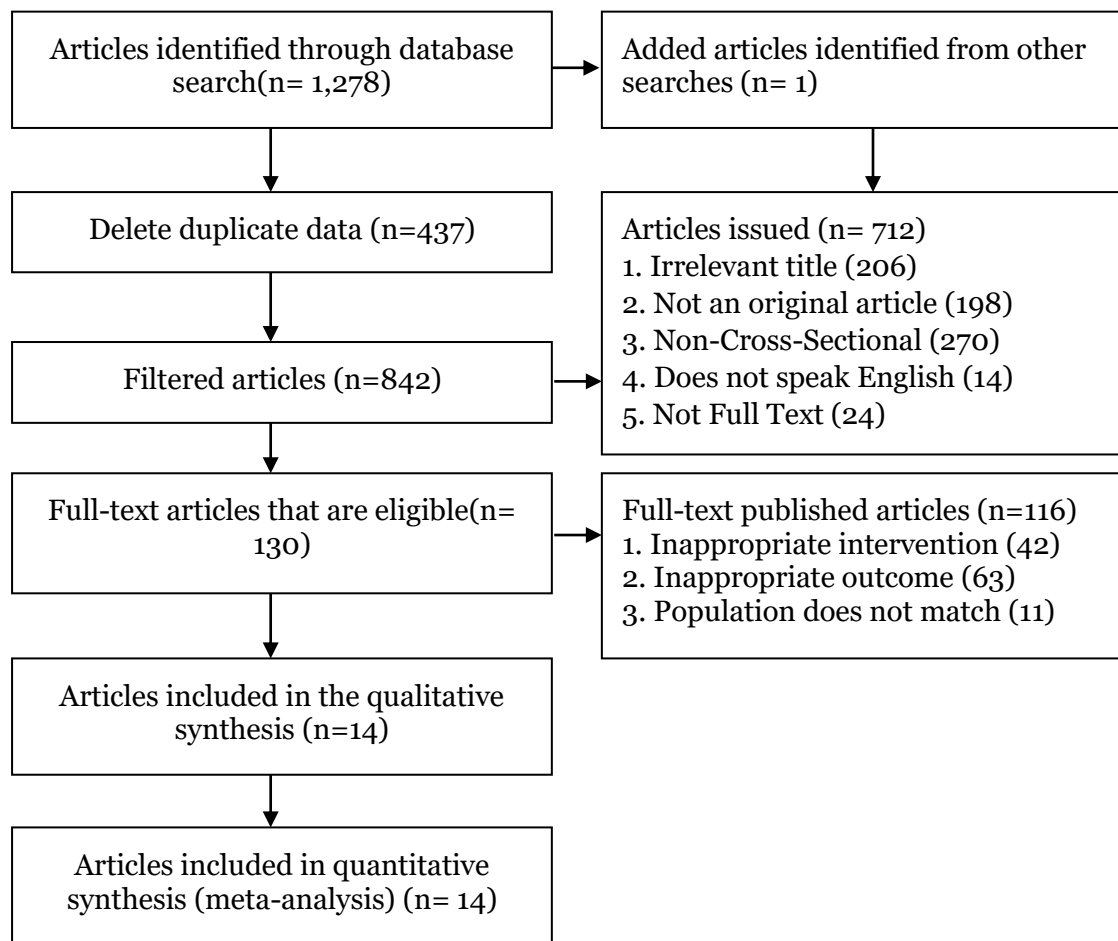 Articles identified through database
search(n= 1,278)
Added articles identified from other
searches (n= 1)
Delete duplicate data (n=437)
Articles issued (n= 712)
1. Irrelevant title (206)
2. Not an original article (198)
3. Non-Cross-Sectional (270)
4. Does not speak English (14)
5. Not Full Text (24)
Filtered articles (n=842)
Full-text articles that are eligible(n=
130)
Full-text published articles (n=116)
1. Inappropriate intervention (42)
2. Inappropriate outcome (63)
3. Population does not match (11)
Articles included in the qualitative
synthesis (n=14)
Articles included in quantitative
synthesis (meta-analysis) (n= 14)